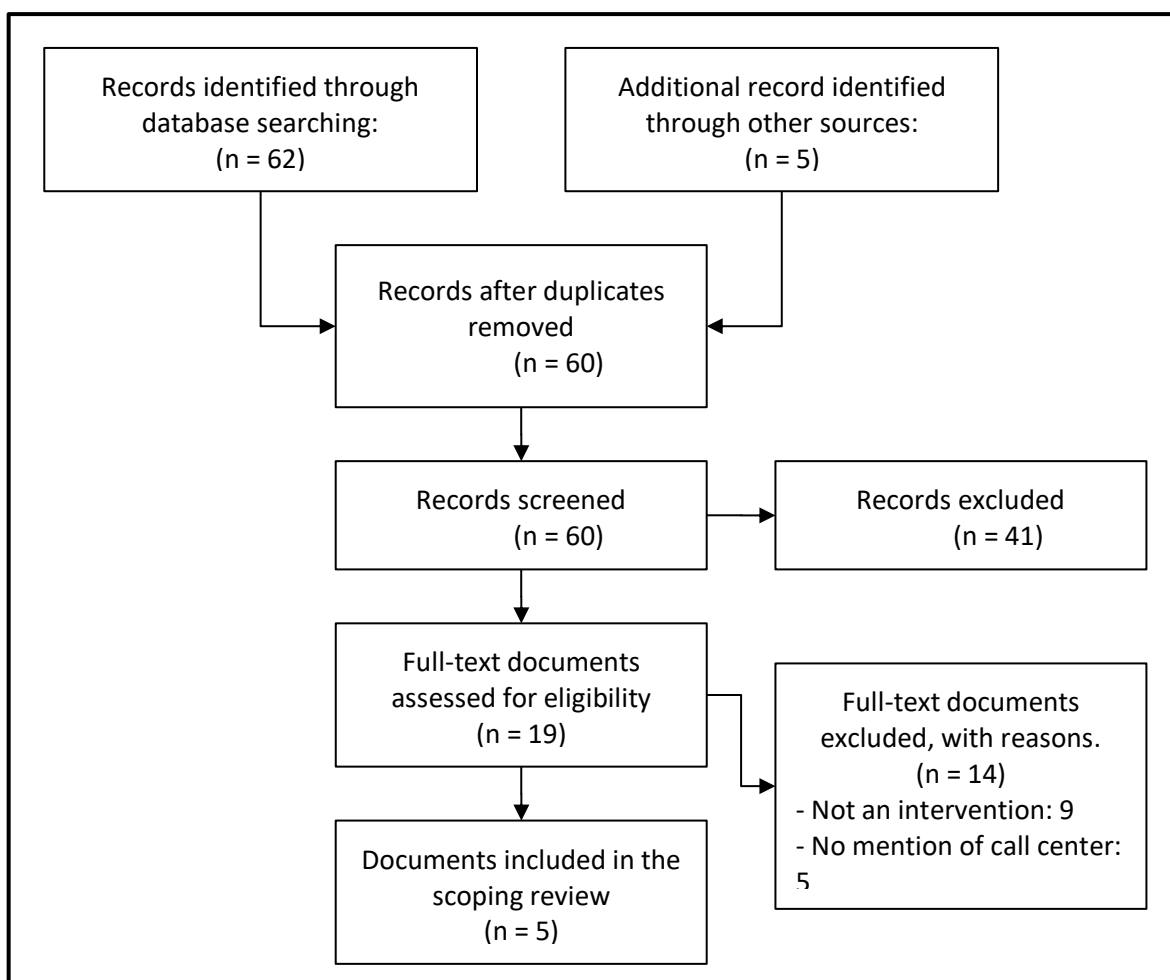 Records identified through
database searching:
(n = 62)
Additional record identified
through other sources:
(n = 5)
Records after duplicates
removed
(n = 60)
Records screened
(n = 60)
Records excluded
(n = 41)
Full-text documents
assessed for eligibility
(n = 19)
Full-text documents
excluded, with reasons.
(n = 14)
- Not an intervention: 9
- No mention of call center:
5
Documents included in the
scoping review
(n = 5)